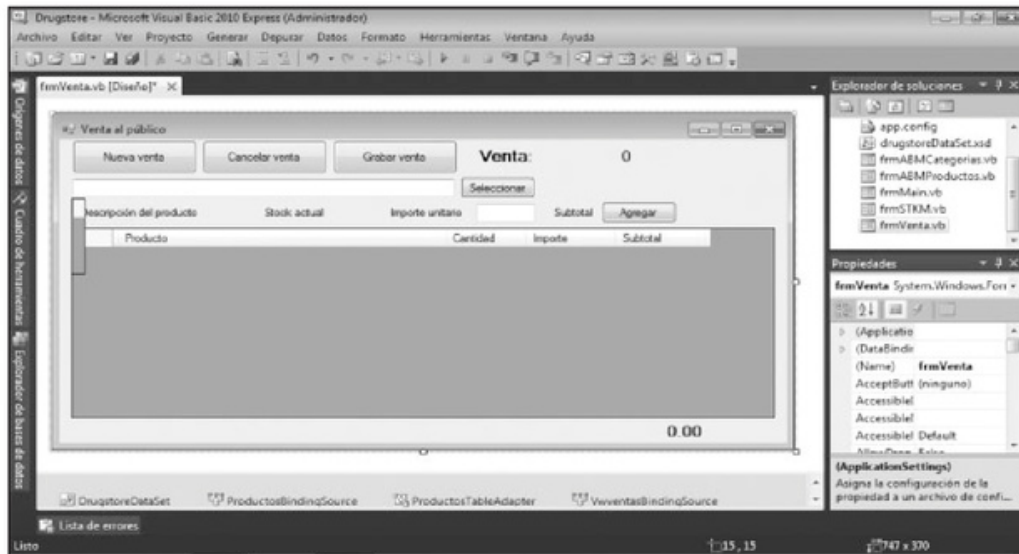 Drugstore - Microsoft Visual Basic 2010 Express (Administrador)
Archivo Editar Ver Proyecto Generar Depurar Datos Formato Herramientas Ventana Ayuda
frmVenta.vb [Diseño]*
Explorador de soluciones
Orígenes de datos
Cuadro de herramientas
Explorador de bases de datos
Venta al público
Nueva venta
Cancelar venta
Grabar venta
Venta:
0
Seleccionar
Descripción del producto
Stock actual
Importe unitario
Subtotal
Agregar
Producto
Cantidad
Importe
Subtotal
0.00
app.config
drugstoreDataSet.xsd
frmABMCategorias.vb
frmABMProductos.vb
frmMain.vb
frmSTKM.vb
frmVenta.vb
Propiedades
frmVenta System.Windows.Forr
(Applicatio
(DataBindir
(Name) frmVenta
AcceptButt (ninguno)
Accessiblel
Accessiblel
Accessiblel Default
(ApplicationSettings)
Asigna la configuración de la
propiedad a un archivo de confi...
DrugstoreDataSet
ProductosBindingSource
ProductosTableAdapter
VwventasBindingSource
Lista de errores
Listo
15 , 15
747 x 370